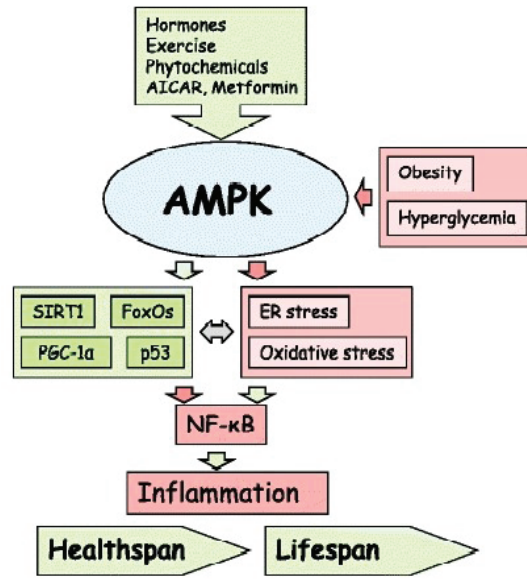 Hormones
Exercise
Phytochemicals
AICAR, Metformin
AMPK
Obesity
Hyperglycemia
SIRT1
FoxOs
PGC-1a
p53
ER stress
Oxidative stress
NF-κB
Inflammation
Healthspan
Lifespan